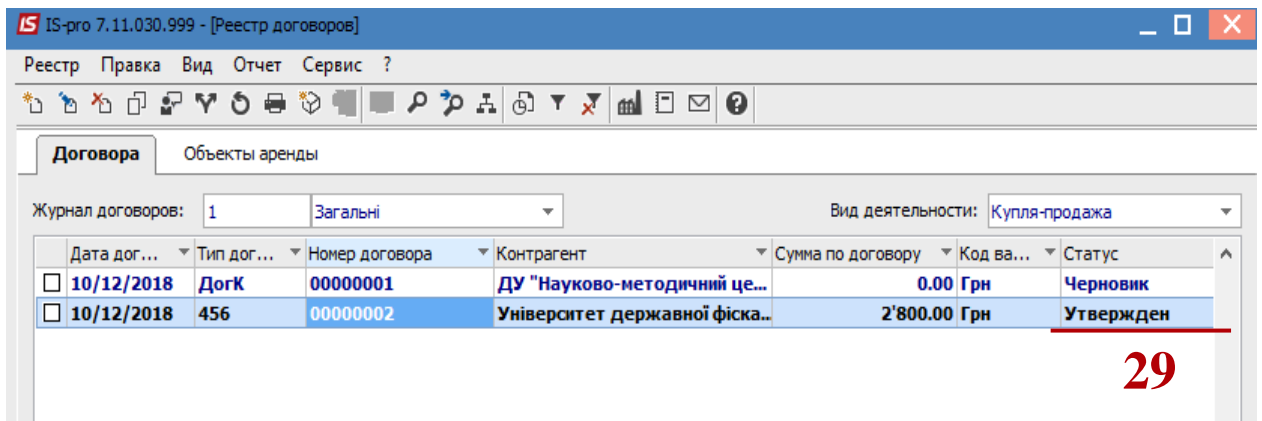 IS-pro 7.11.030.999 - [Реестр договоров]
Реестр Правка Вид Отчет Сервис ?
Договора Объекты аренды
Журнал договоров: 1 Загальні Вид деятельности: Купля-продажа
Дата дог... Тип дог... Номер договора Контрагент Сумма по договору Код ва... Статус
10/12/2018 ДогК 00000001 ДУ "Науково-методичний це... 0.00 Грн Черновик
10/12/2018 456 00000002 Університет державної фіска... 2'800.00 Грн Утвержден
29